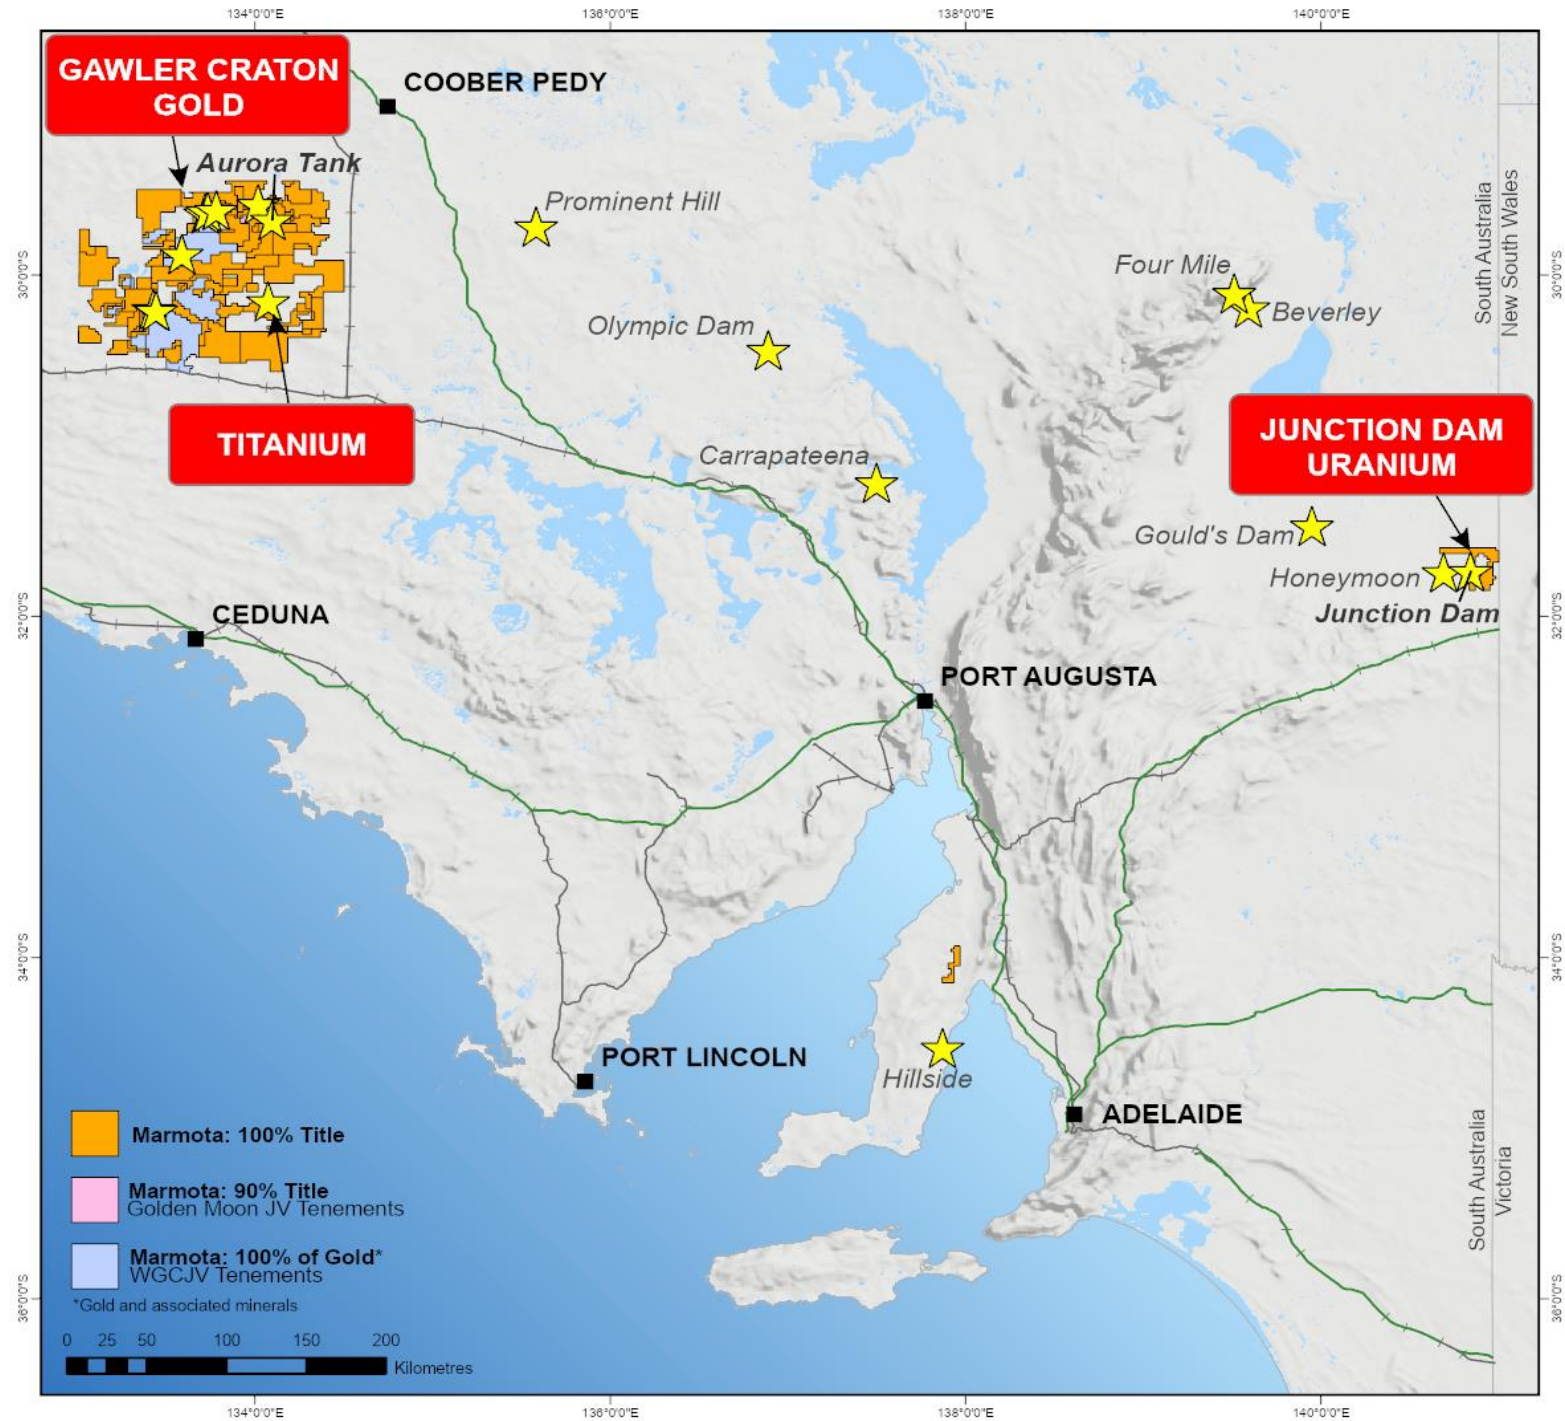 134°0'0"E
136°0'0"E
138°0'0"E
140°0'0"E
GAWLER CRATON
GOLD
COOBER PEDY
Aurora Tank
Prominent Hill
South Australia
New South Wales
Four Mile
Beverley
30°0'0"S
30°0'0"S
Olympic Dam
TITANIUM
JUNCTION DAM
URANIUM
Carrapateena
Gould's Dam
Honeymoon
Junction Dam
CEDUNA
32°0'0"S
32°0'0"S
PORT AUGUSTA
34°0'0"S
34°0'0"S
PORT LINCOLN
Hillside
ADELAIDE
South Australia
Victoria
Marmota: 100% Title
Marmota: 90% Title
Golden Moon JV Tenements
Marmota: 100% of Gold*
WGCJV Tenements
*Gold and associated minerals
36°0'0"S
36°0'0"S
0 25 50 100 150 200
Kilometres
134°0'0"E
136°0'0"E
138°0'0"E
140°0'0"E